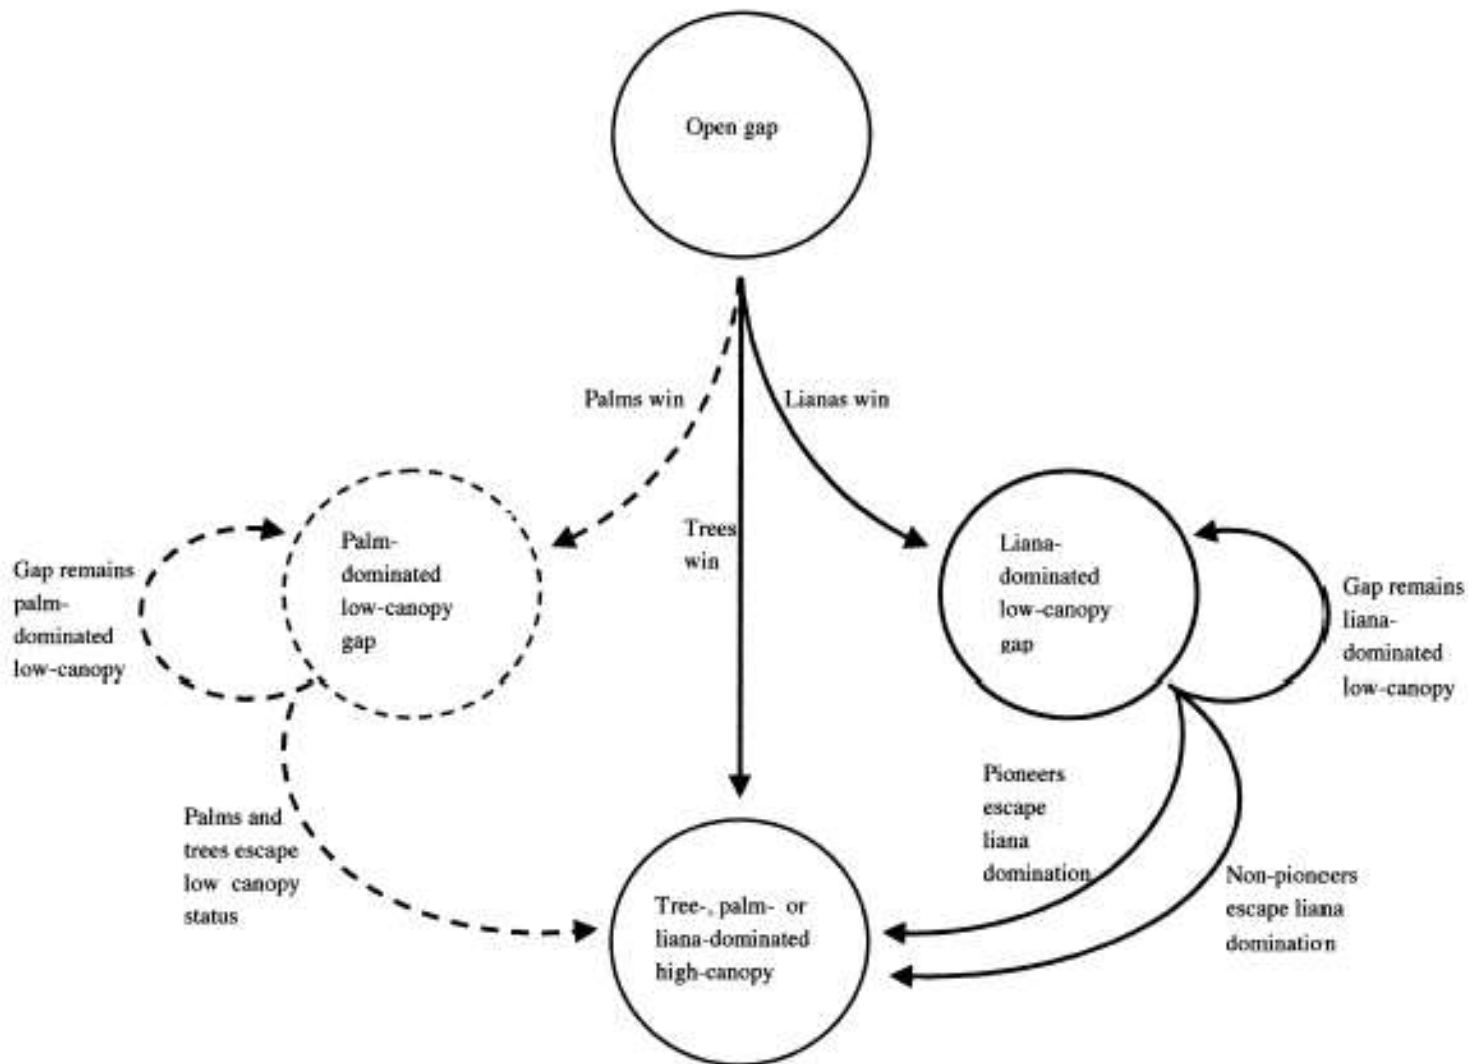 Open gap
Palms win
Lianas win
Trees
win
Palm-
dominated
low-canopy
gap
Liana-
dominated
low-canopy
gap
Gap remains
palm-
dominated
low-canopy
Gap remains
liana-
dominated
low-canopy
Palms and
trees escape
low canopy
status
Pioneers
escape
liana
domination
Non-pioneers
escape liana
domination
Tree-, palm- or
liana-dominated
high-canopy